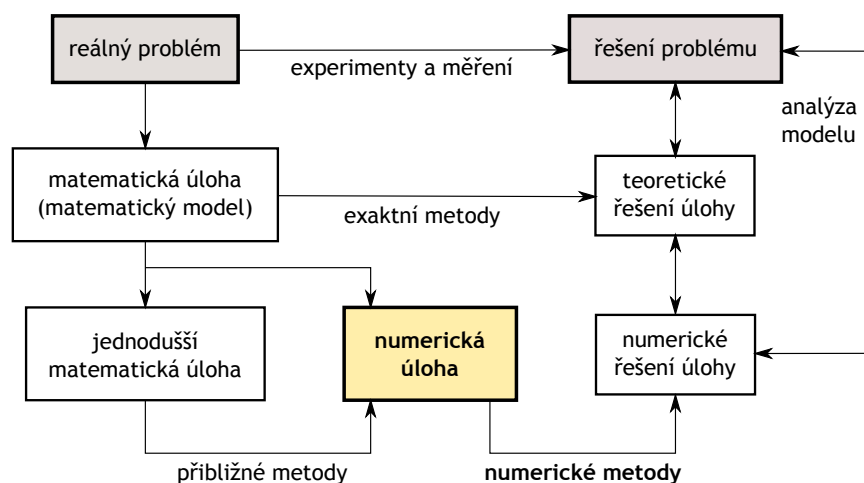 reálný problém
experimenty a měření
řešení problému
analýza
modelu
matematická úloha
(matematický model)
exaktní metody
teoretické
řešení úlohy
jednodušší
matematická úloha
numerická
úloha
numerické
řešení úlohy
přibližné metody
numerické metody